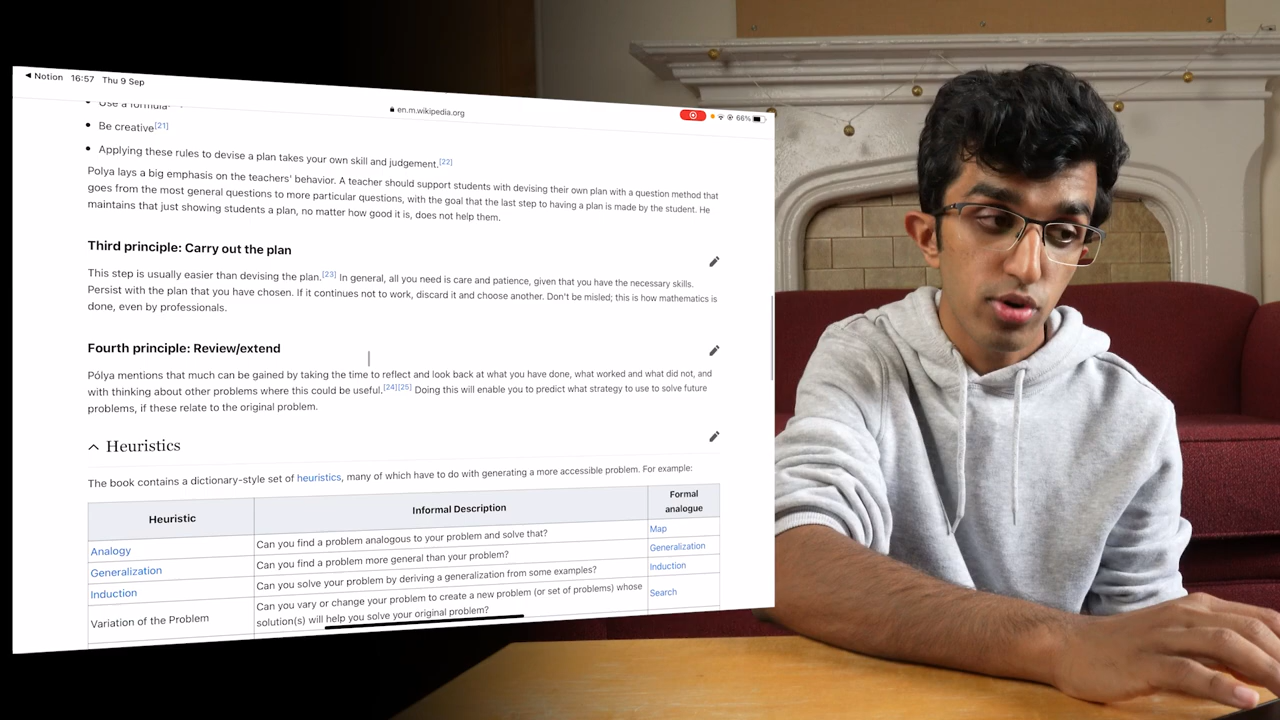 ◀ Notion 16:57 Thu 9 Sep
en.m.wikipedia.org
66%
Use a formula
Be creative[21]
Applying these rules to devise a plan takes your own skill and judgement.[22]
Polya lays a big emphasis on the teachers' behavior. A teacher should support students with devising their own plan with a question method that
goes from the most general questions to more particular questions, with the goal that the last step to having a plan is made by the student. He
maintains that just showing students a plan, no matter how good it is, does not help them.
Third principle: Carry out the plan
This step is usually easier than devising the plan.[23] In general, all you need is care and patience, given that you have the necessary skills.
Persist with the plan that you have chosen. If it continues not to work, discard it and choose another. Don't be misled; this is how mathematics is
done, even by professionals.
Fourth principle: Review/extend
Pólya mentions that much can be gained by taking the time to reflect and look back at what you have done, what worked and what did not, and
with thinking about other problems where this could be useful.[24][25] Doing this will enable you to predict what strategy to use to solve future
problems, if these relate to the original problem.
Heuristics
The book contains a dictionary-style set of heuristics, many of which have to do with generating a more accessible problem. For example:
Heuristic Informal Description Formal
analogue
Analogy Can you find a problem analogous to your problem and solve that? Map
Generalization Can you find a problem more general than your problem? Generalization
Induction Can you solve your problem by deriving a generalization from some examples? Induction
Variation of the Problem Can you vary or change your problem to create a new problem (or set of problems) whose Search
solution(s) will help you solve your original problem?